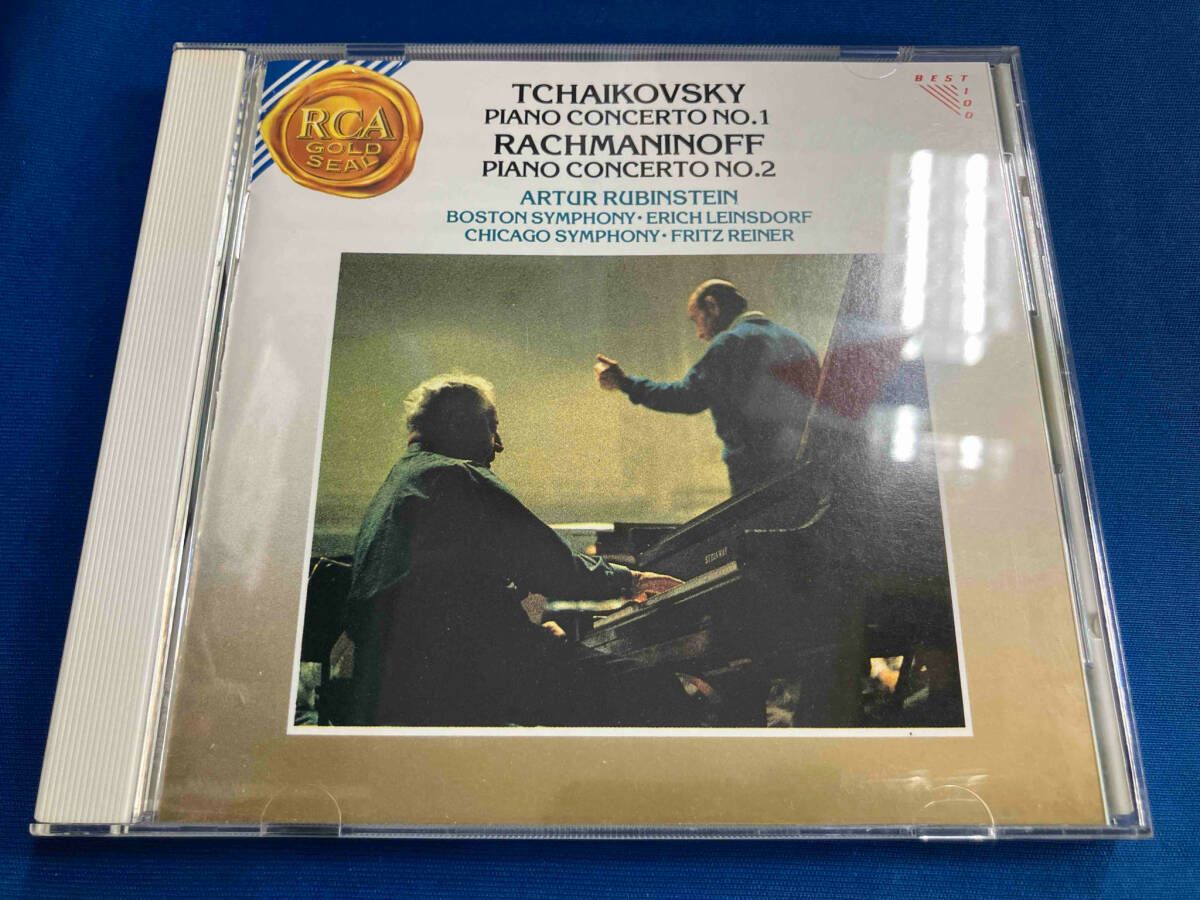 RCA
GOLD
SEAL
TCHAIKOVSKY
PIANO CONCERTO NO.1
RACHMANINOFF
PIANO CONCERTO NO.2
ARTUR RUBINSTEIN
BOSTON SYMPHONY · ERICH LEINSDORF
CHICAGO SYMPHONY · FRITZ REINER
BEST
100
STEINWAY